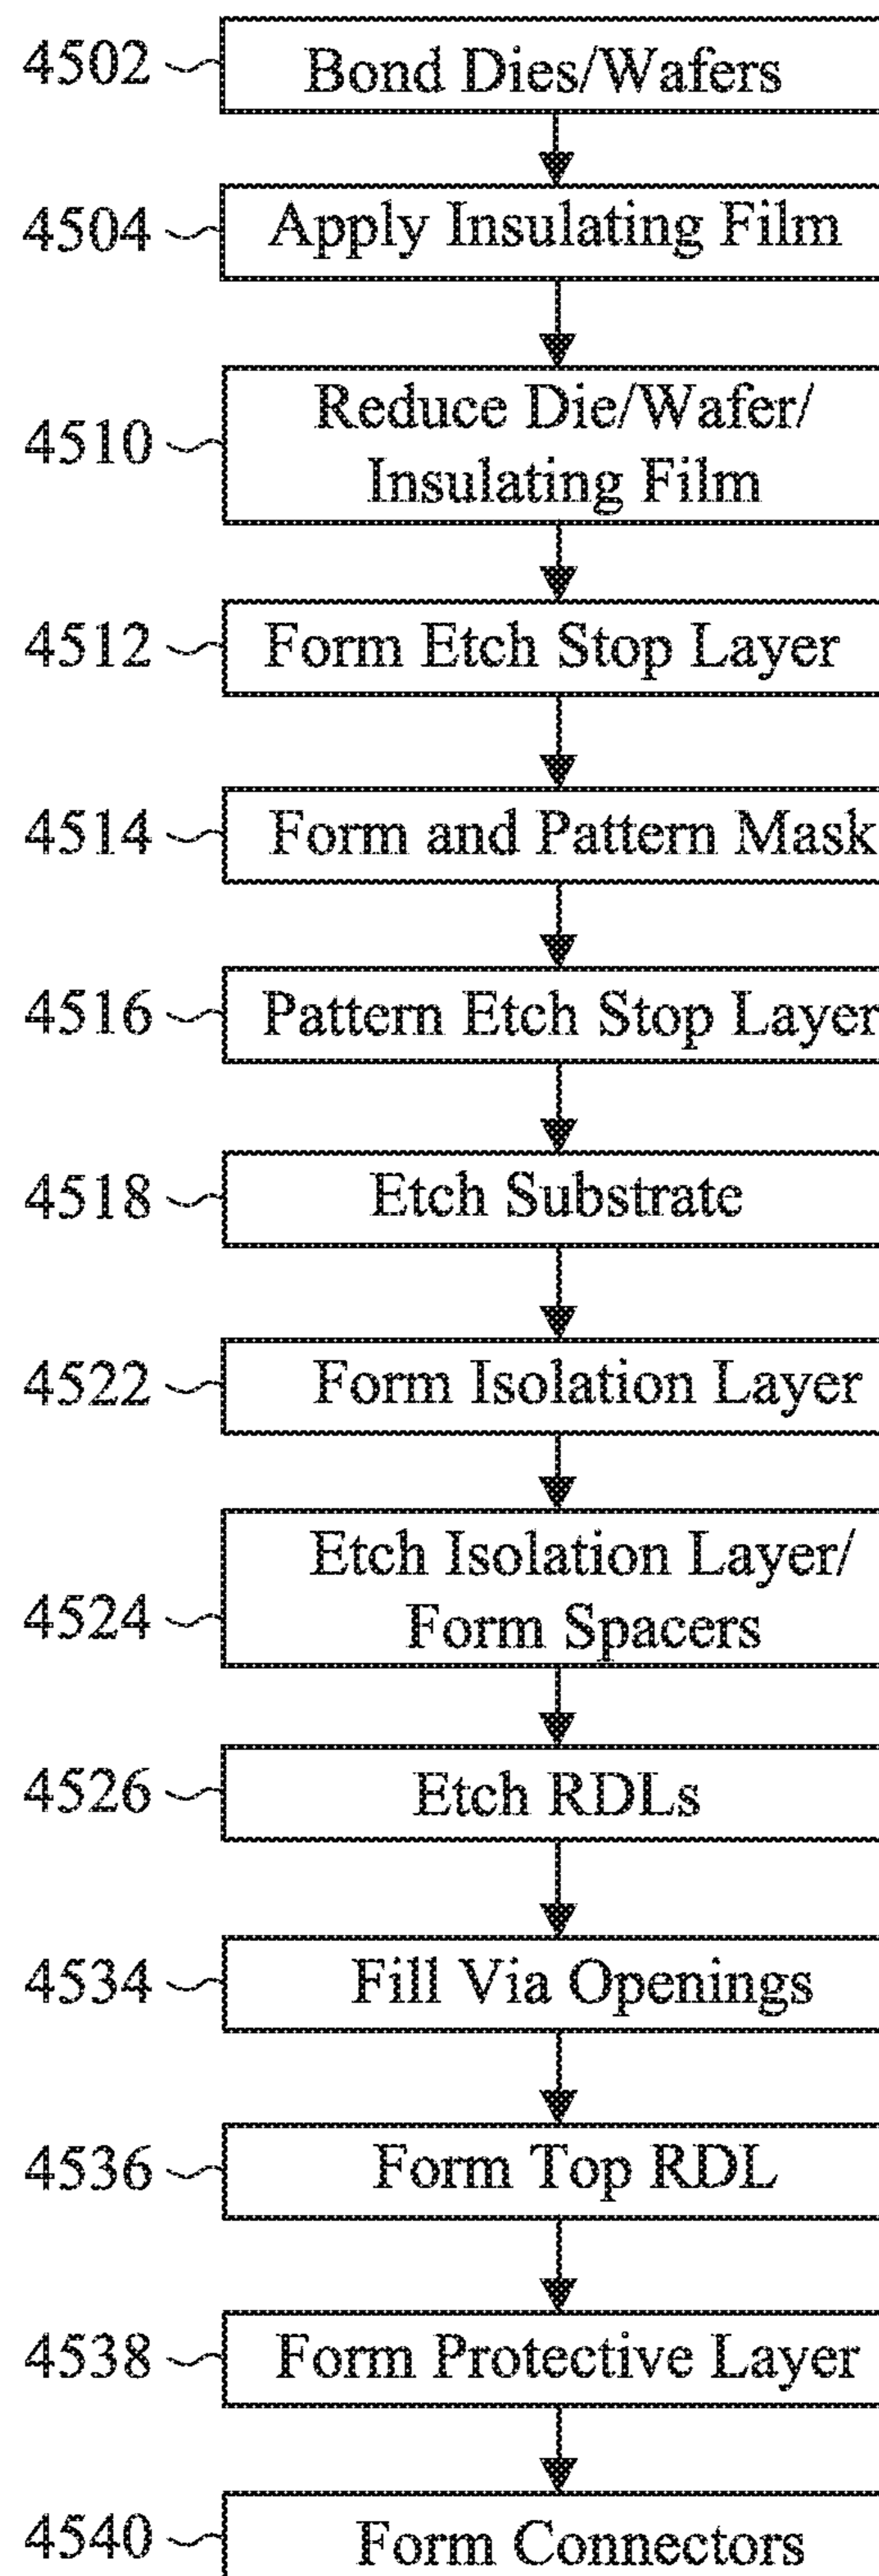 4502 Bond Dies/Wafers
4504 Apply Insulating Film
4510 Reduce Die/Wafer/
Insulating Film
4512 Form Etch Stop Layer
4514 Form and Pattern Mask
4516 Pattern Etch Stop Layer
4518 Etch Substrate
4522 Form Isolation Layer
4524 Etch Isolation Layer/
Form Spacers
4526 Etch RDLs
4534 Fill Via Openings
4536 Form Top RDL
4538 Form Protective Layer
4540 Form Connectors